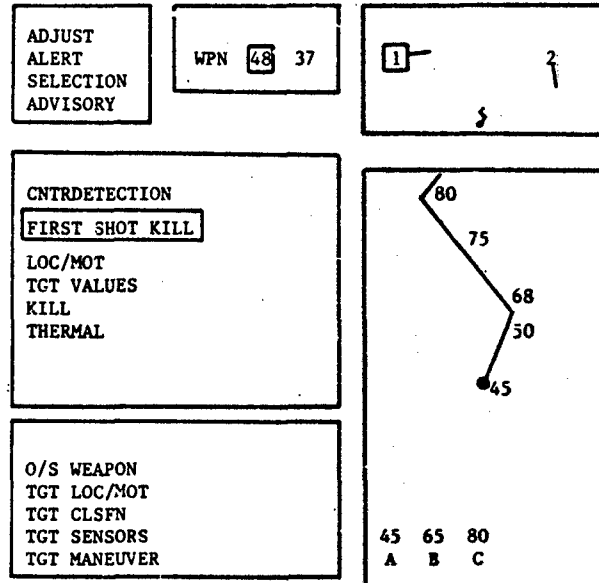 ADJUST
ALERT
SELECTION
ADVISORY
WPN 48 37
1 2
CNTRDETECTION
FIRST SHOT KILL
LOC/MOT
TGT VALUES
KILL
THERMAL
O/S WEAPON
TGT LOC/MOT
TGT CLSFN
TGT SENSORS
TGT MANEUVER
80
75
68
50
45
45 65 80
A B C